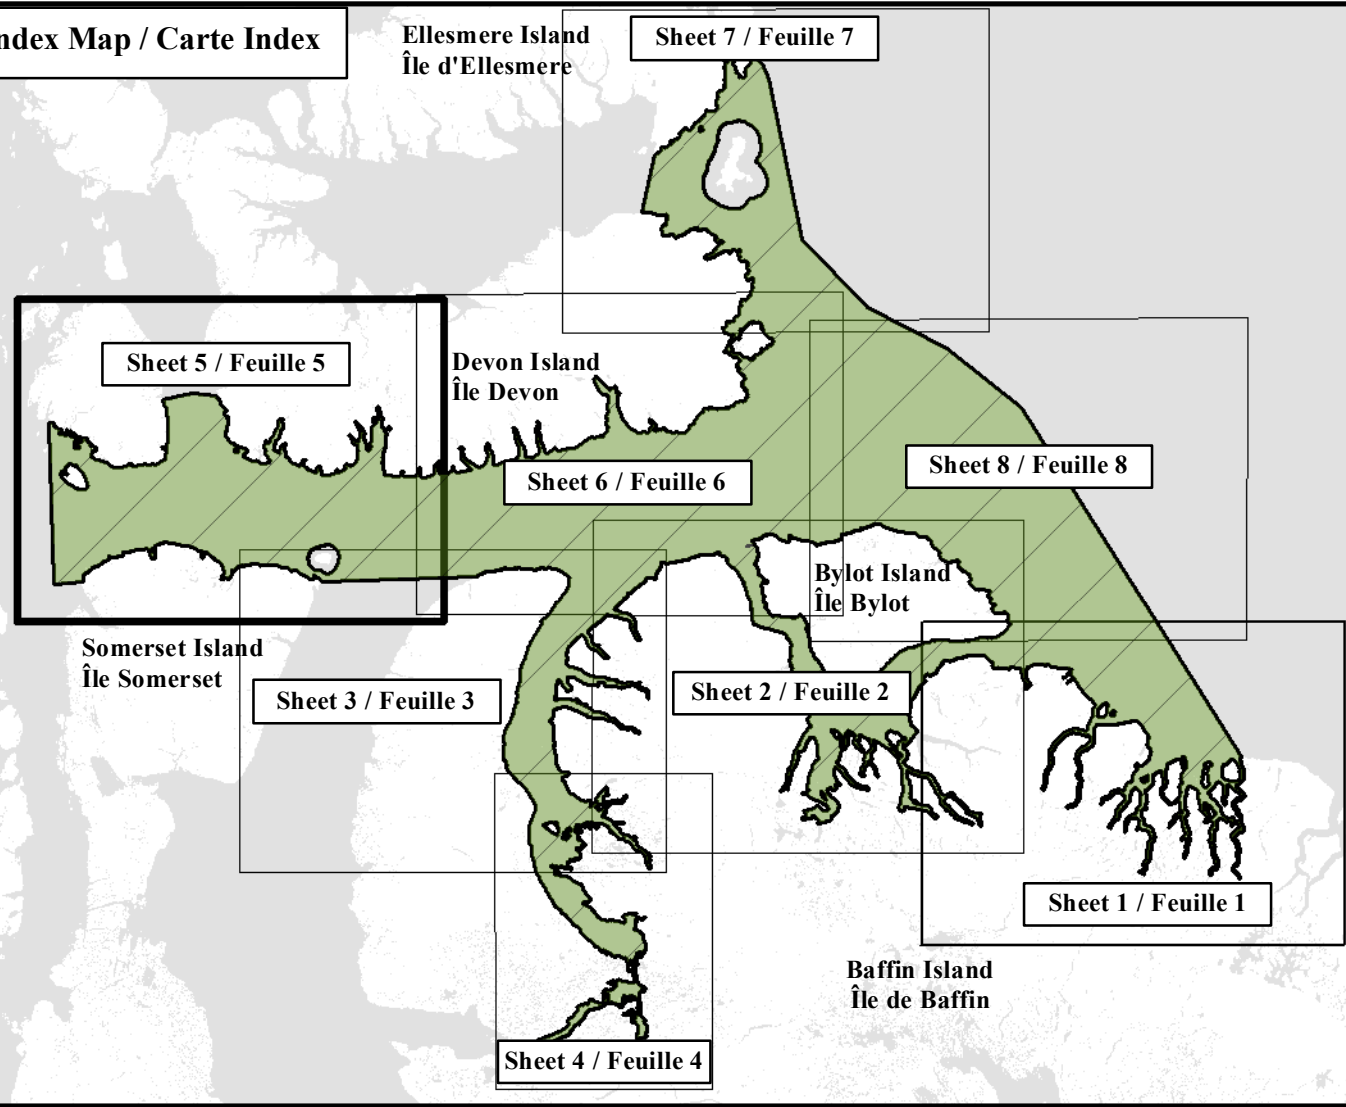 ndex Map / Carte Index
Ellesmere Island
Île d'Ellesmere
Sheet 7 / Feuille 7
Sheet 5 / Feuille 5
Devon Island
Île Devon
Sheet 6 / Feuille 6
Sheet 8 / Feuille 8
Bylot Island
Île Bylot
Somerset Island
Île Somerset
Sheet 3 / Feuille 3
Sheet 2 / Feuille 2
Sheet 1 / Feuille 1
Baffin Island
Île de Baffin
Sheet 4 / Feuille 4